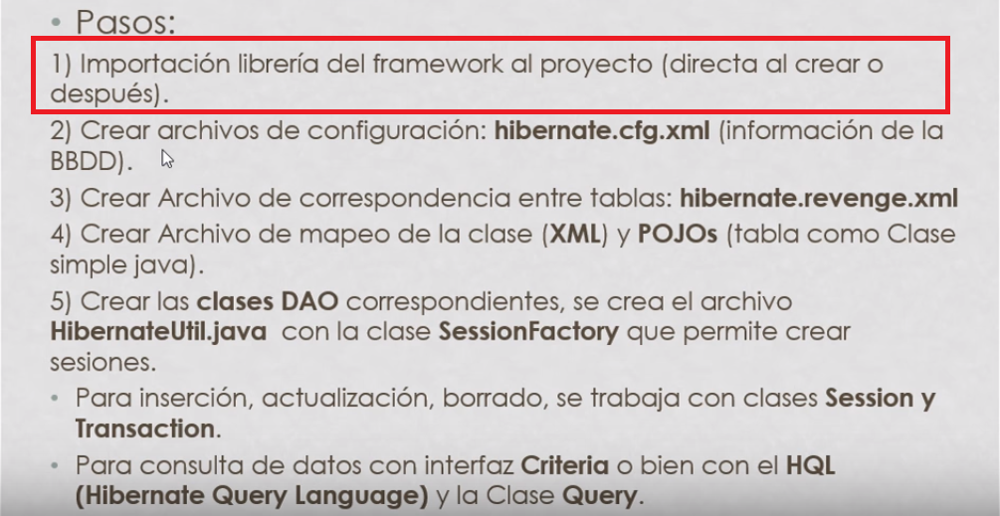 • Pasos:
1) Importación librería del framework al proyecto (directa al crear o
después).
2) Crear archivos de configuración: hibernate.cfg.xml (información de la
BBDD).
3) Crear Archivo de correspondencia entre tablas: hibernate.revenge.xml
4) Crear Archivo de mapeo de la clase (XML) y POJOs (tabla como Clase
simple java).
5) Crear las clases DAO correspondientes, se crea el archivo
HibernateUtil.java con la clase SessionFactory que permite crear
sesiones.
• Para inserción, actualización, borrado, se trabaja con clases Session y
Transaction.
• Para consulta de datos con interfaz Criteria o bien con el HQL
(Hibernate Query Language) y la Clase Query.